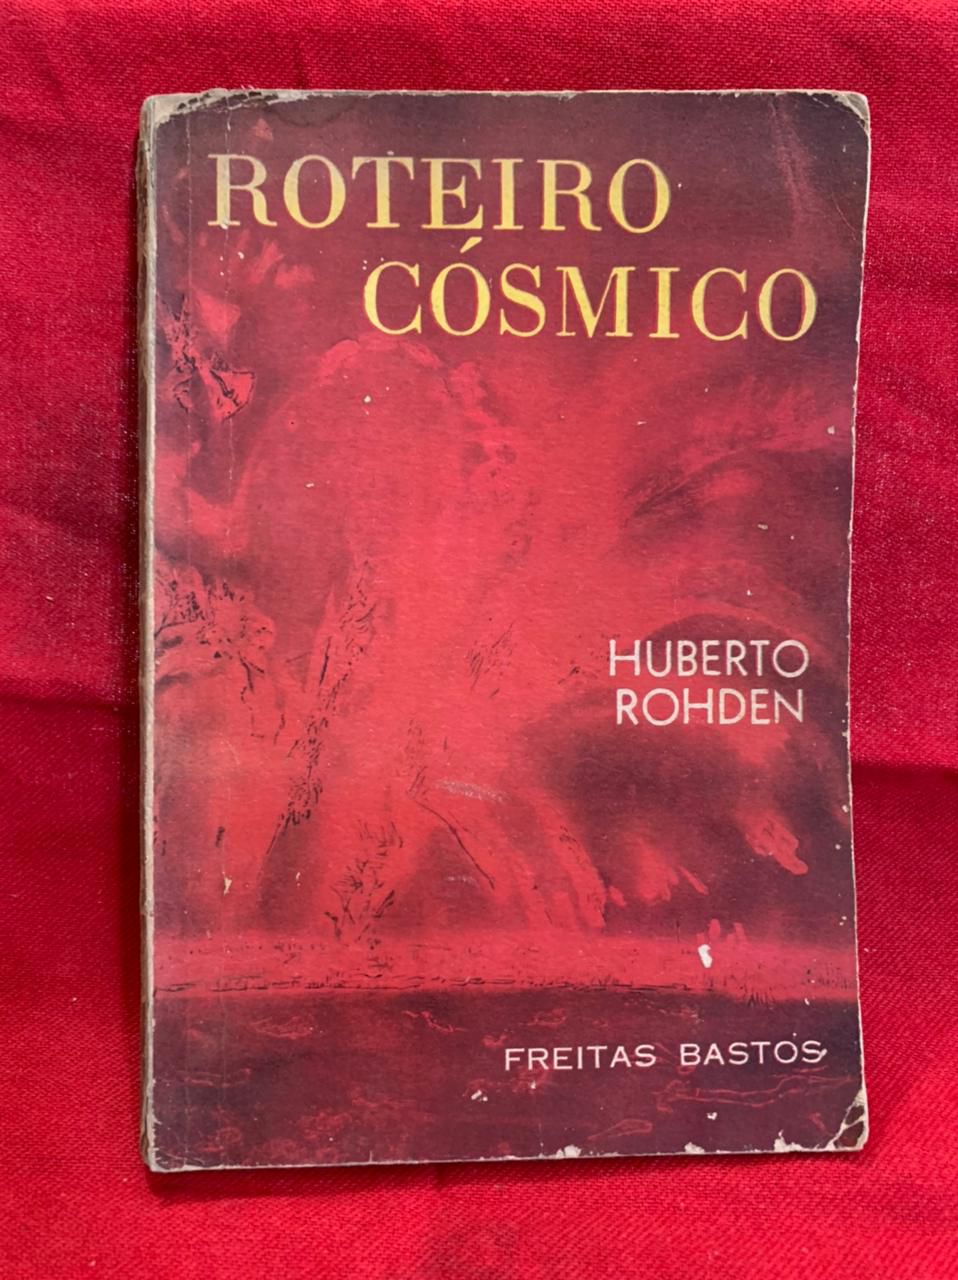 ROTEIRO
CÓSMICO
HUBERTO
ROHDEN
FREITAS BASTOS